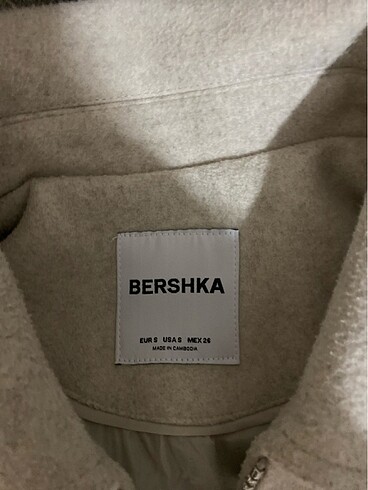 BERSHKA
EUR S USA S MEX 26
MADE IN CAMBODIA